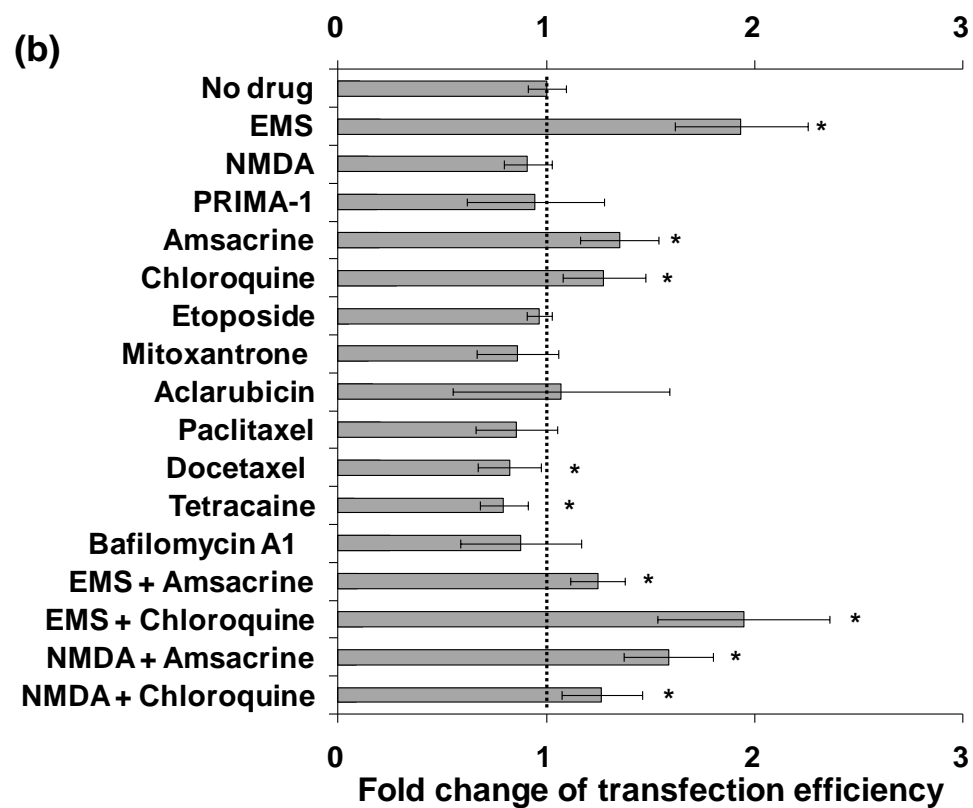 0 1 2 3
(b)
No drug
EMS *
NMDA
PRIMA-1
Amsacrine *
Chloroquine *
Etoposide
Mitoxantrone
Aclarubicin
Paclitaxel
Docetaxel *
Tetracaine *
Bafilomycin A1
EMS + Amsacrine *
EMS + Chloroquine *
NMDA + Amsacrine *
NMDA + Chloroquine *
0 1 2 3
Fold change of transfection efficiency